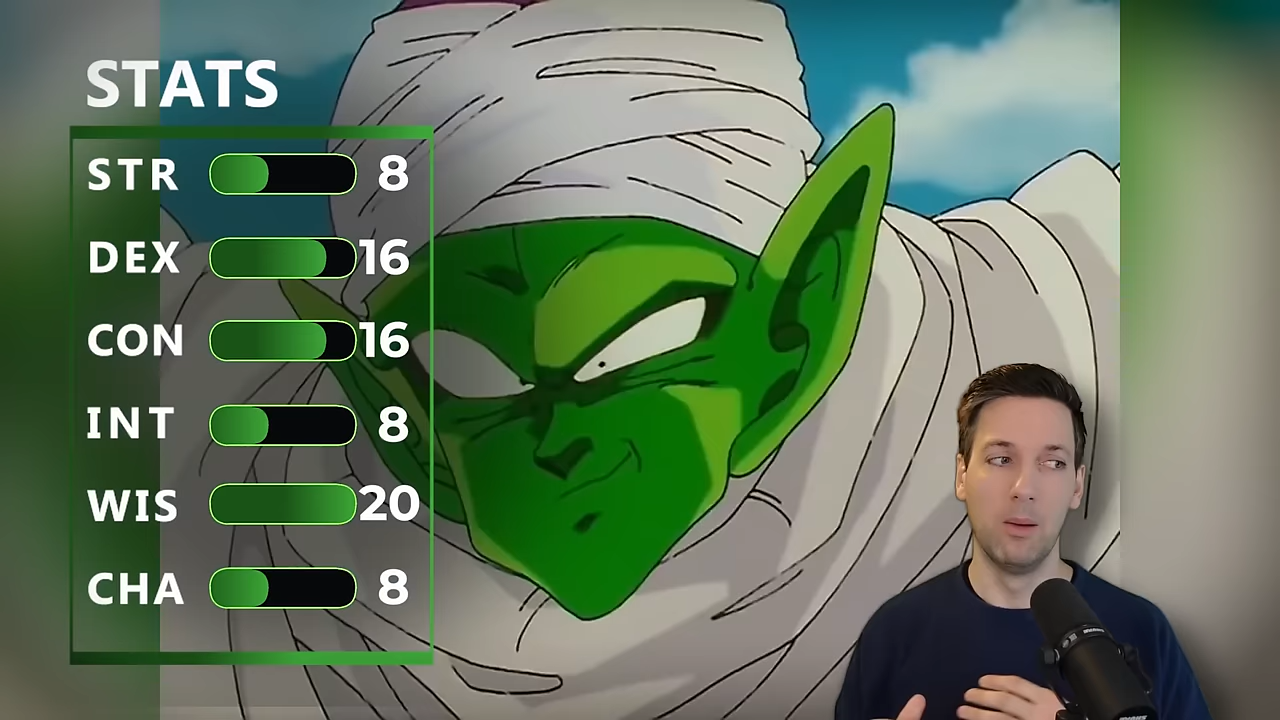 STATS
STR 8
DEX 16
CON 16
INT 8
WIS 20
CHA 8